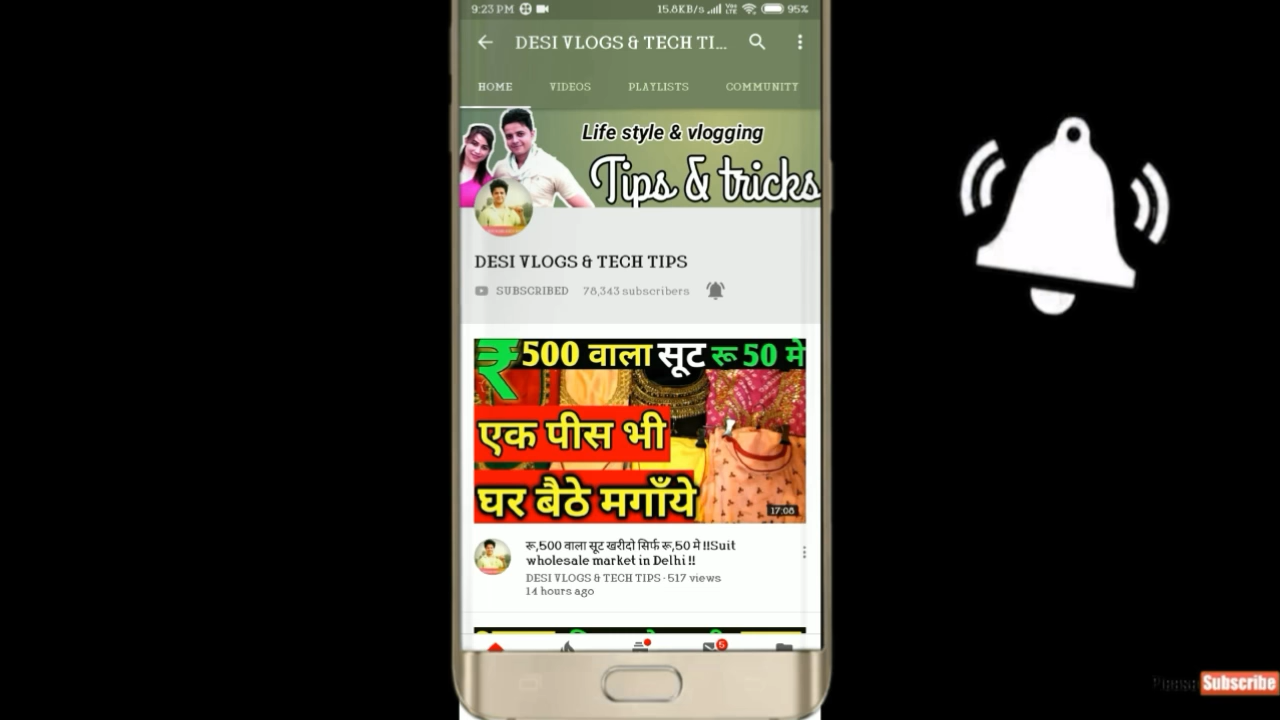 9:23 PM 15.8KB/s 95%
DESI VLOGS & TECH TI...
HOME VIDEOS PLAYLISTS COMMUNITY
Life style & vlogging
Tips & tricks
DESI VLOGS & TECH TIPS
SUBSCRIBED 78,343 subscribers
₹500 वाला सूट रू 50 मे
एक पीस भी
घर बैठे मगाँये
17:08
रू,500 वाला सूट खरीदो सिर्फ रू,50 मे !!Suit
wholesale market in Delhi !!
DESI VLOGS & TECH TIPS · 517 views
14 hours ago
5
Please Subscribe